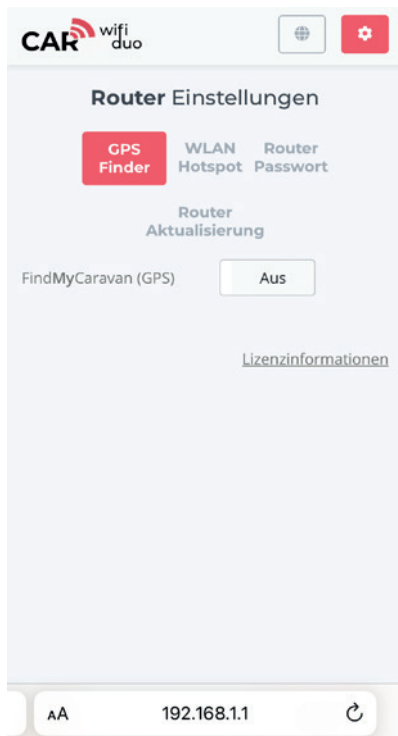 CAR wifi
duo
Router Einstellungen
GPS
Finder
WLAN
Hotspot
Router
Passwort
Router
Aktualisierung
FindMyCaravan (GPS)
Aus
Lizenzinformationen
AA
192.168.1.1